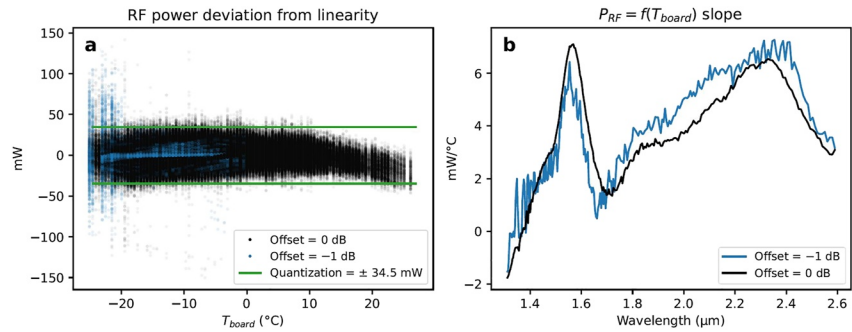 RF power deviation from linearity
a
150
100
50
0
−50
−100
−150
mW
−20
−10
0
10
20
T_board (°C)
Offset = 0 dB
Offset = −1 dB
Quantization = ± 34.5 mW
P_RF = f(T_board) slope
b
6
4
2
0
−2
mW/°C
1.4
1.6
1.8
2.0
2.2
2.4
2.6
Wavelength (μm)
Offset = −1 dB
Offset = 0 dB